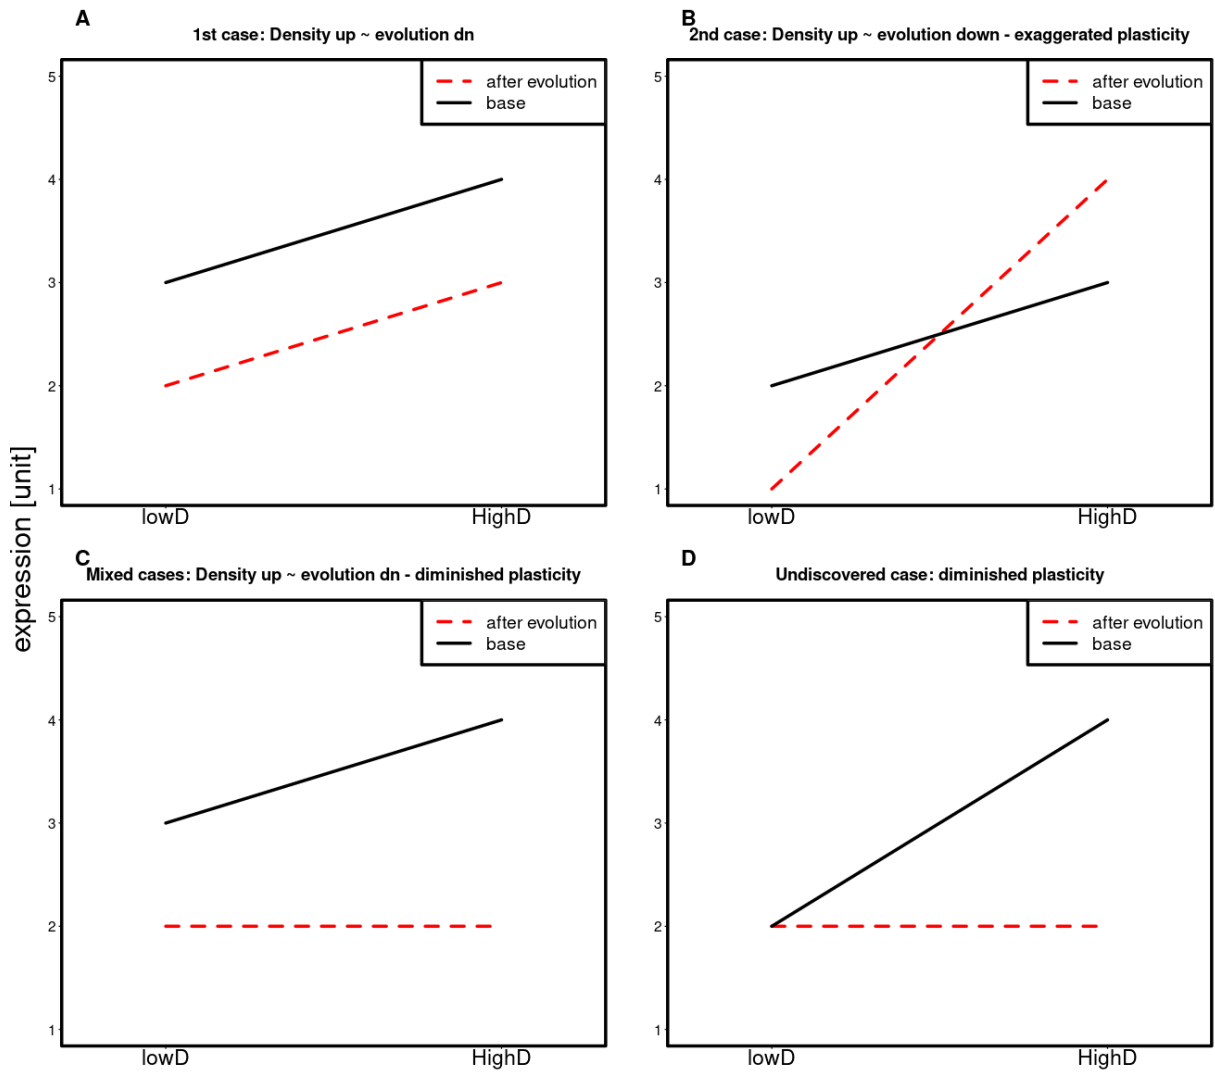 A
1st case: Density up ~ evolution dn
5
4
3
2
1
after evolution
base
lowD
HighD
B
2nd case: Density up ~ evolution down - exaggerated plasticity
5
4
3
2
1
after evolution
base
lowD
HighD
expression [unit]
C
Mixed cases: Density up ~ evolution dn - diminished plasticity
5
4
3
2
1
after evolution
base
lowD
HighD
D
Undiscovered case: diminished plasticity
5
4
3
2
1
after evolution
base
lowD
HighD